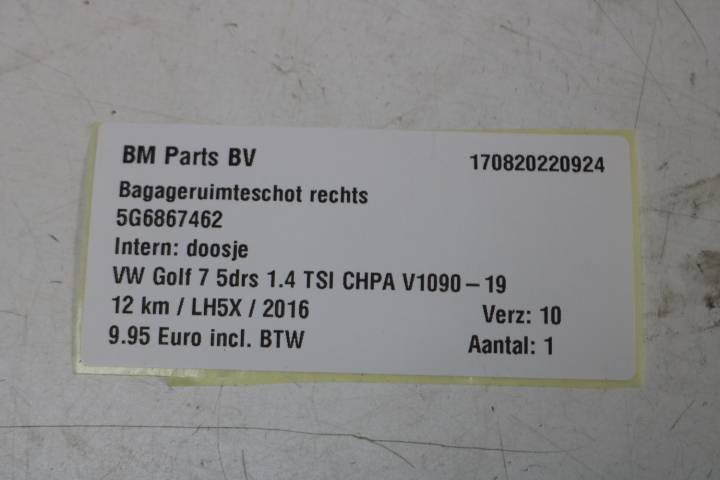 BM Parts BV 170820220924
Bagageruimteschot rechts
5G6867462
Intern: doosje
VW Golf 7 5drs 1.4 TSI CHPA V1090-19
12 km / LH5X / 2016 Verz: 10
9.95 Euro incl. BTW Aantal: 1